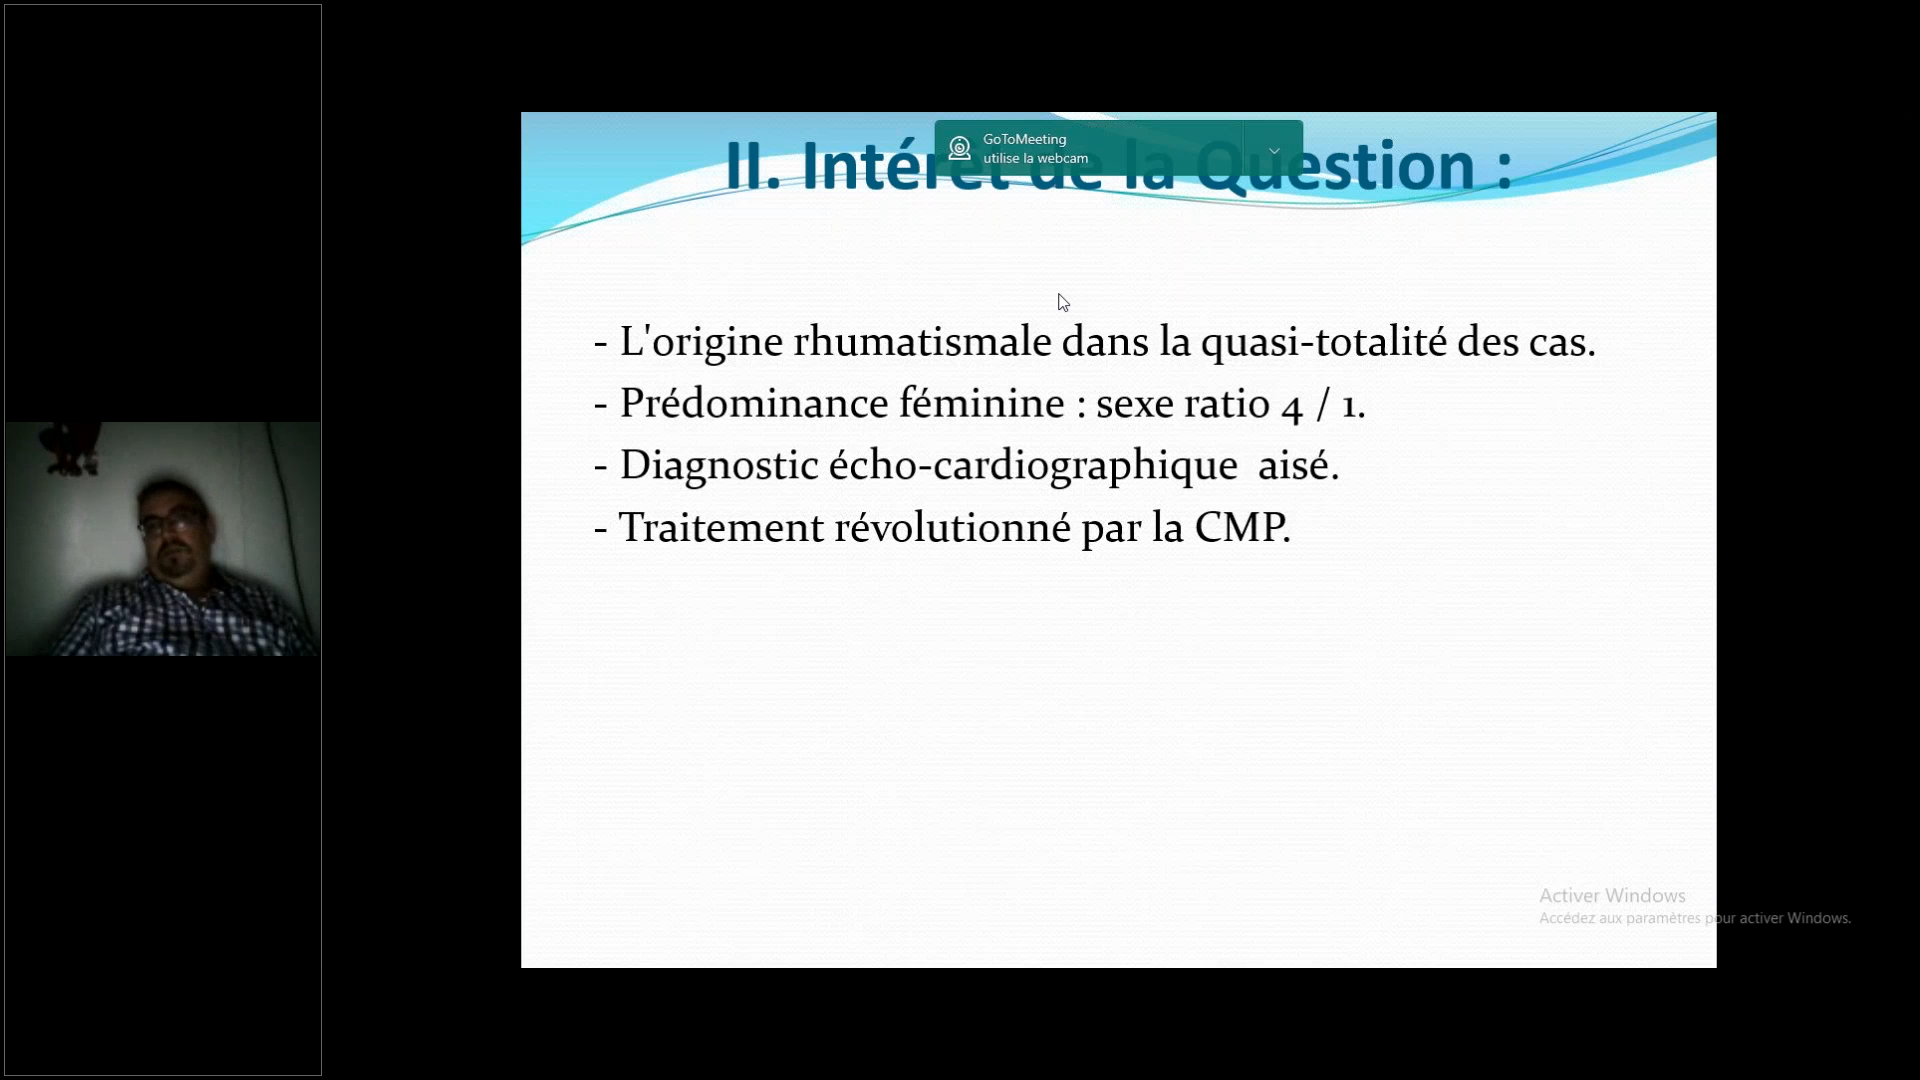 II. Intérêt de la Question :
GoToMeeting
utilise la webcam
- L'origine rhumatismale dans la quasi-totalité des cas.
- Prédominance féminine : sexe ratio 4 / 1.
- Diagnostic écho-cardiographique aisé.
- Traitement révolutionné par la CMP.
Activer Windows
Accédez aux paramètres pour activer Windows.